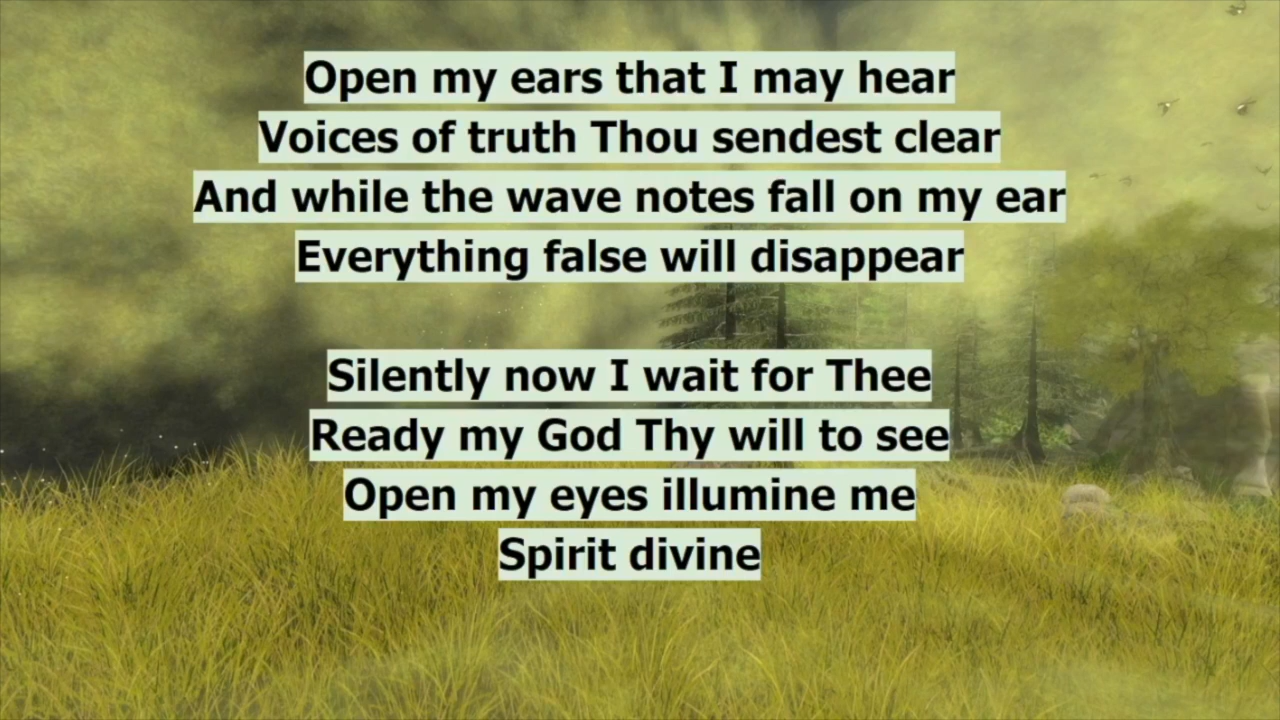 Open my ears that I may hear
Voices of truth Thou sendest clear
And while the wave notes fall on my ear
Everything false will disappear
Silently now I wait for Thee
Ready my God Thy will to see
Open my eyes illumine me
Spirit divine